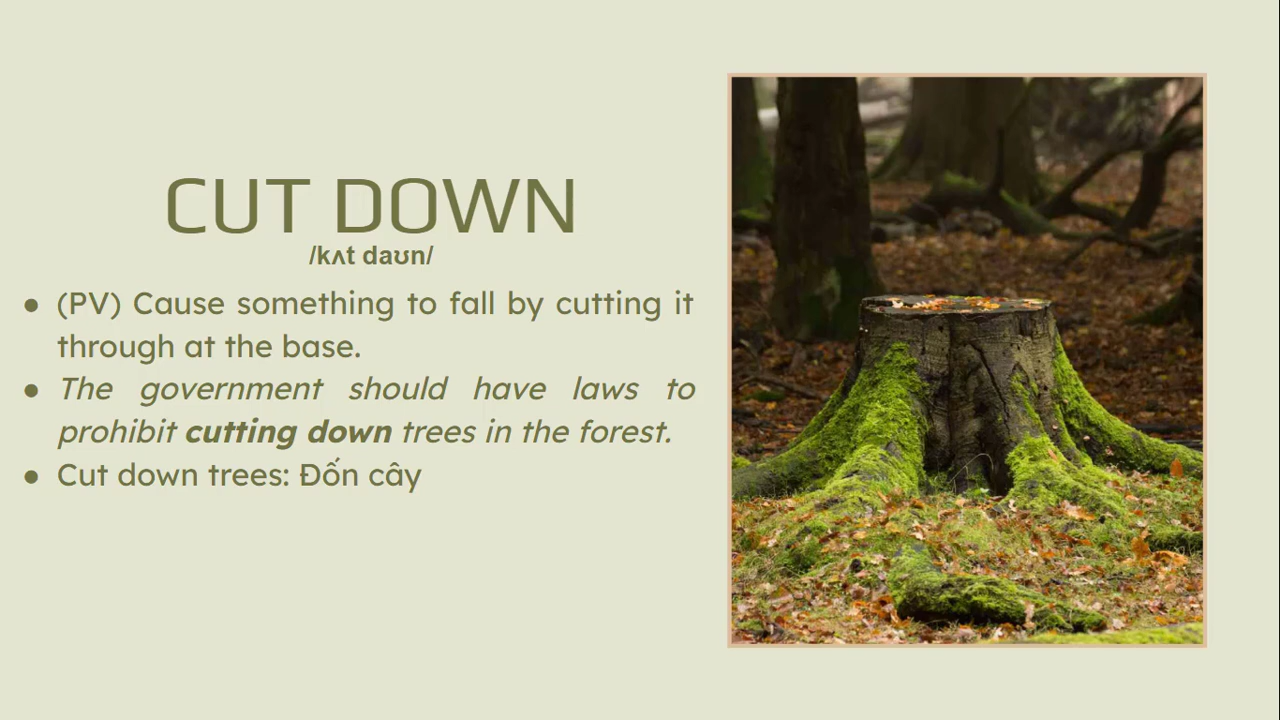 CUT DOWN
/kʌt daʊn/
● (PV) Cause something to fall by cutting it
through at the base.
● The government should have laws to
prohibit cutting down trees in the forest.
● Cut down trees: Đốn cây